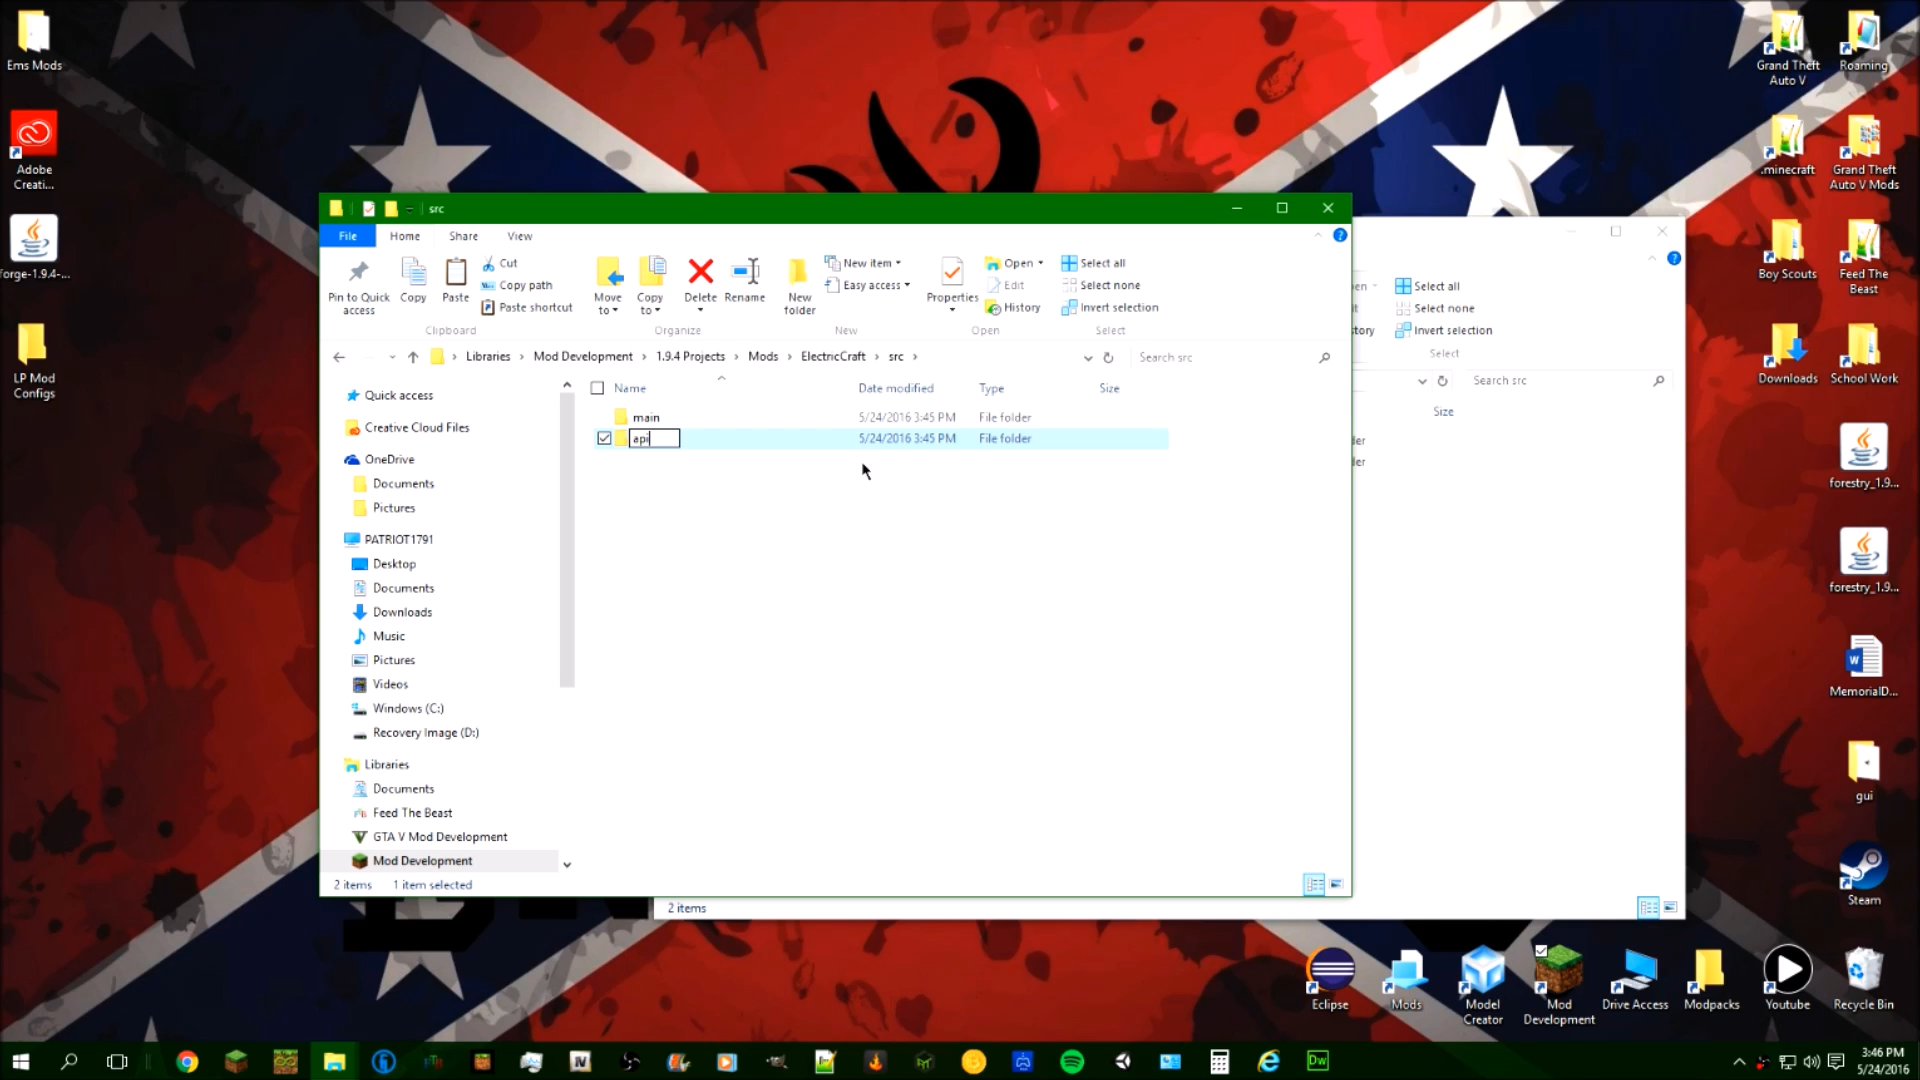 Ems Mods
Adobe
Creati...
forge-1.9.4-...
LP Mod
Configs
Grand Theft
Auto V
Roaming
.minecraft
Grand Theft
Auto V Mods
Boy Scouts
Feed The
Beast
Downloads
School Work
forestry_1.9...
forestry_1.9...
W
MemorialD...
gui
Steam
src
File Home Share View
Pin to Quick
access
Copy
Paste
Cut
Copy path
Paste shortcut
Clipboard
Move
to
Copy
to
Delete
Rename
Organize
New
folder
New item
Easy access
New
Properties
Open
Edit
History
Open
Select all
Select none
Invert selection
Select
Libraries Mod Development 1.9.4 Projects Mods ElectricCraft src
Search src
Name Date modified Type Size
main 5/24/2016 3:45 PM File folder
api 5/24/2016 3:45 PM File folder
Quick access
Creative Cloud Files
OneDrive
Documents
Pictures
PATRIOT1791
Desktop
Documents
Downloads
Music
Pictures
Videos
Windows (C:)
Recovery Image (D:)
Libraries
Documents
Feed The Beast
GTA V Mod Development
Mod Development
2 items 1 item selected
Select all
Select none
Invert selection
Select
Search src
Size
2 items
Eclipse
Mods
Model
Creator
Mod
Development
Drive Access
Modpacks
Youtube
Recycle Bin
IV
Dw
3:46 PM
5/24/2016